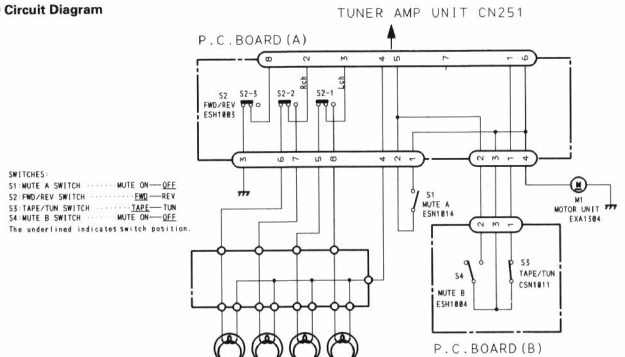 Circuit Diagram
TUNER AMP UNIT CN251
P.C.BOARD(A)
8 2 3 4 5 7 1 6
Rch
Lch
S2 S2-3 S2-2 S2-1
FWD/REV
ESH1003
3 6 7 5 8 4 2 1 2 1 4
SWITCHES:
S1:MUTE A SWITCH ······ MUTE ON—OFF
S2:FWD/REV SWITCH ······ FWD—REV
S3:TAPE/TUN SWITCH ······ TAPE—TUN
S4:MUTE B SWITCH ······ MUTE ON—OFF
The underlined indicates switch position.
S1
MUTE A
ESN1014
M
M1
MOTOR UNIT
EXA1304
2 3 1
S4
MUTE B
ESH1004
S3
TAPE/TUN
CSN1011
P.C.BOARD(B)